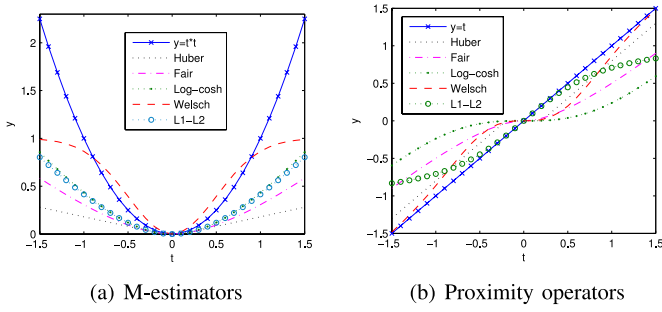 2
1.5
1
0.5
0
y
−1.5 −1 −0.5 0 0.5 1 1.5
t
y=t*t
Huber
Fair
Log−cosh
Welsch
L1−L2
(a) M-estimators
1.5
1
0.5
0
−0.5
−1
−1.5
y
−1.5 −1 −0.5 0 0.5 1 1.5
t
y=t
Huber
Fair
Log−cosh
Welsch
L1−L2
(b) Proximity operators